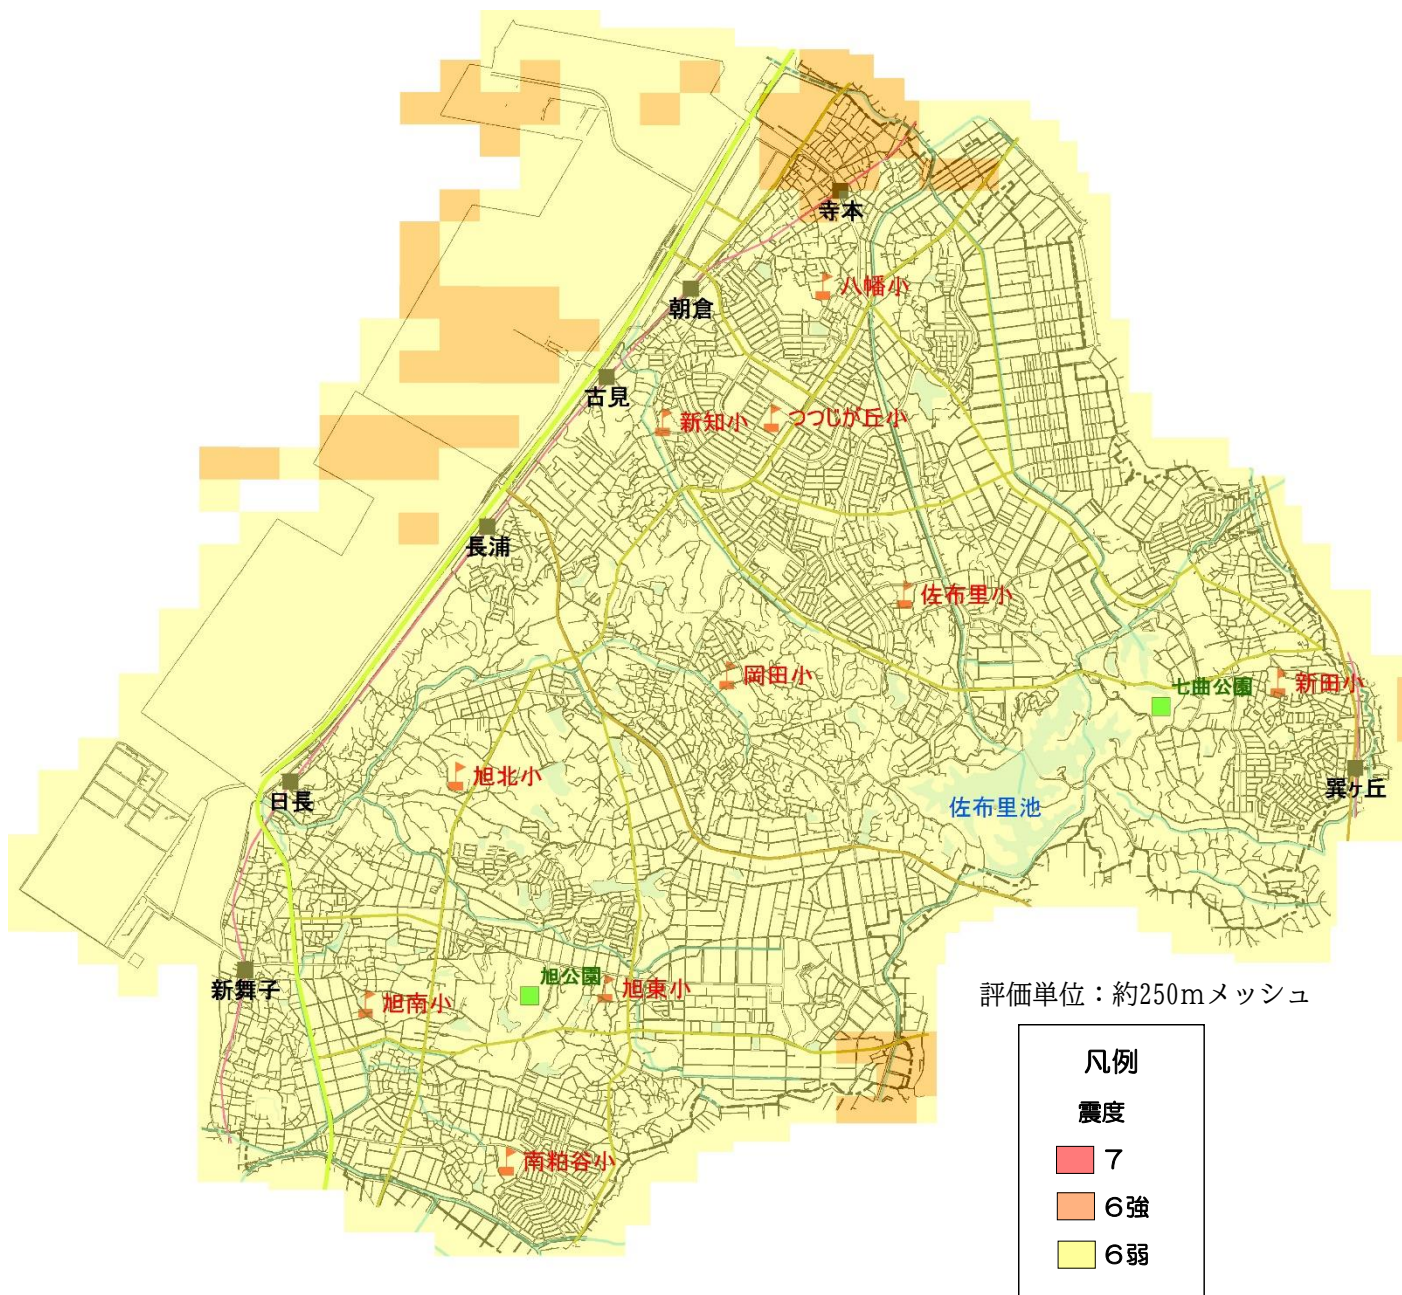 寺本
八幡小
朝倉
古見
新知小
つつじが丘小
長浦
佐布里小
岡田小
七曲公園
新田小
旭北小
日長
巽ヶ丘
佐布里池
新舞子
旭公園
旭南小
旭東小
南粕谷小
評価単位：約250mメッシュ
凡例
震度
7
6強
6弱